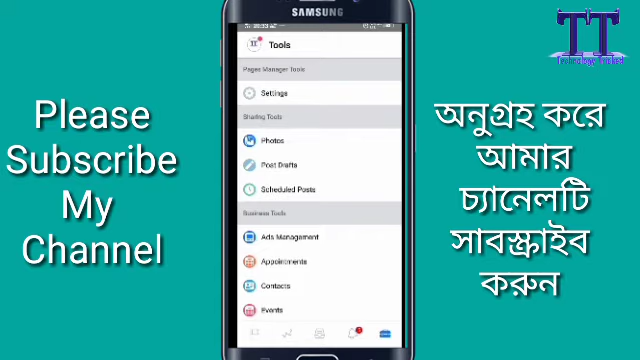 SAMSUNG
Tools
Pages Manager Tools
Settings
Sharing Tools
Photos
Post Drafts
Scheduled Posts
Business Tools
Ads Management
Appointments
Contacts
Events
Please
Subscribe
My
Channel
TT
অনুগ্রহ করে
আমার
চ্যানেলটি
সাবস্ক্রাইব
করুন